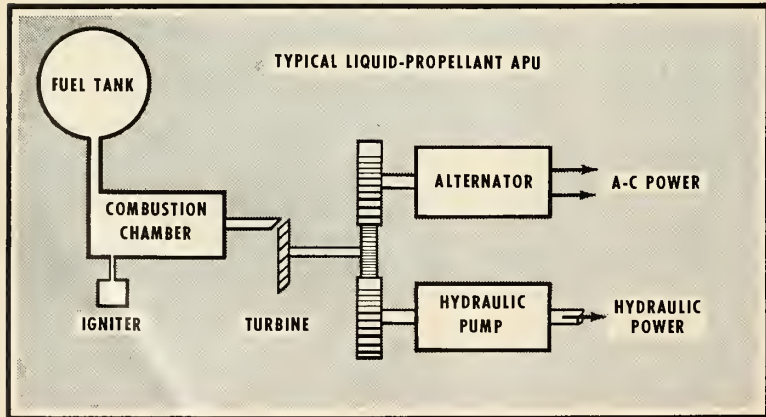 TYPICAL LIQUID-PROPELLANT APU
FUEL TANK
COMBUSTION
CHAMBER
IGNITER
TURBINE
ALTERNATOR
A-C POWER
HYDRAULIC
PUMP
HYDRAULIC
POWER